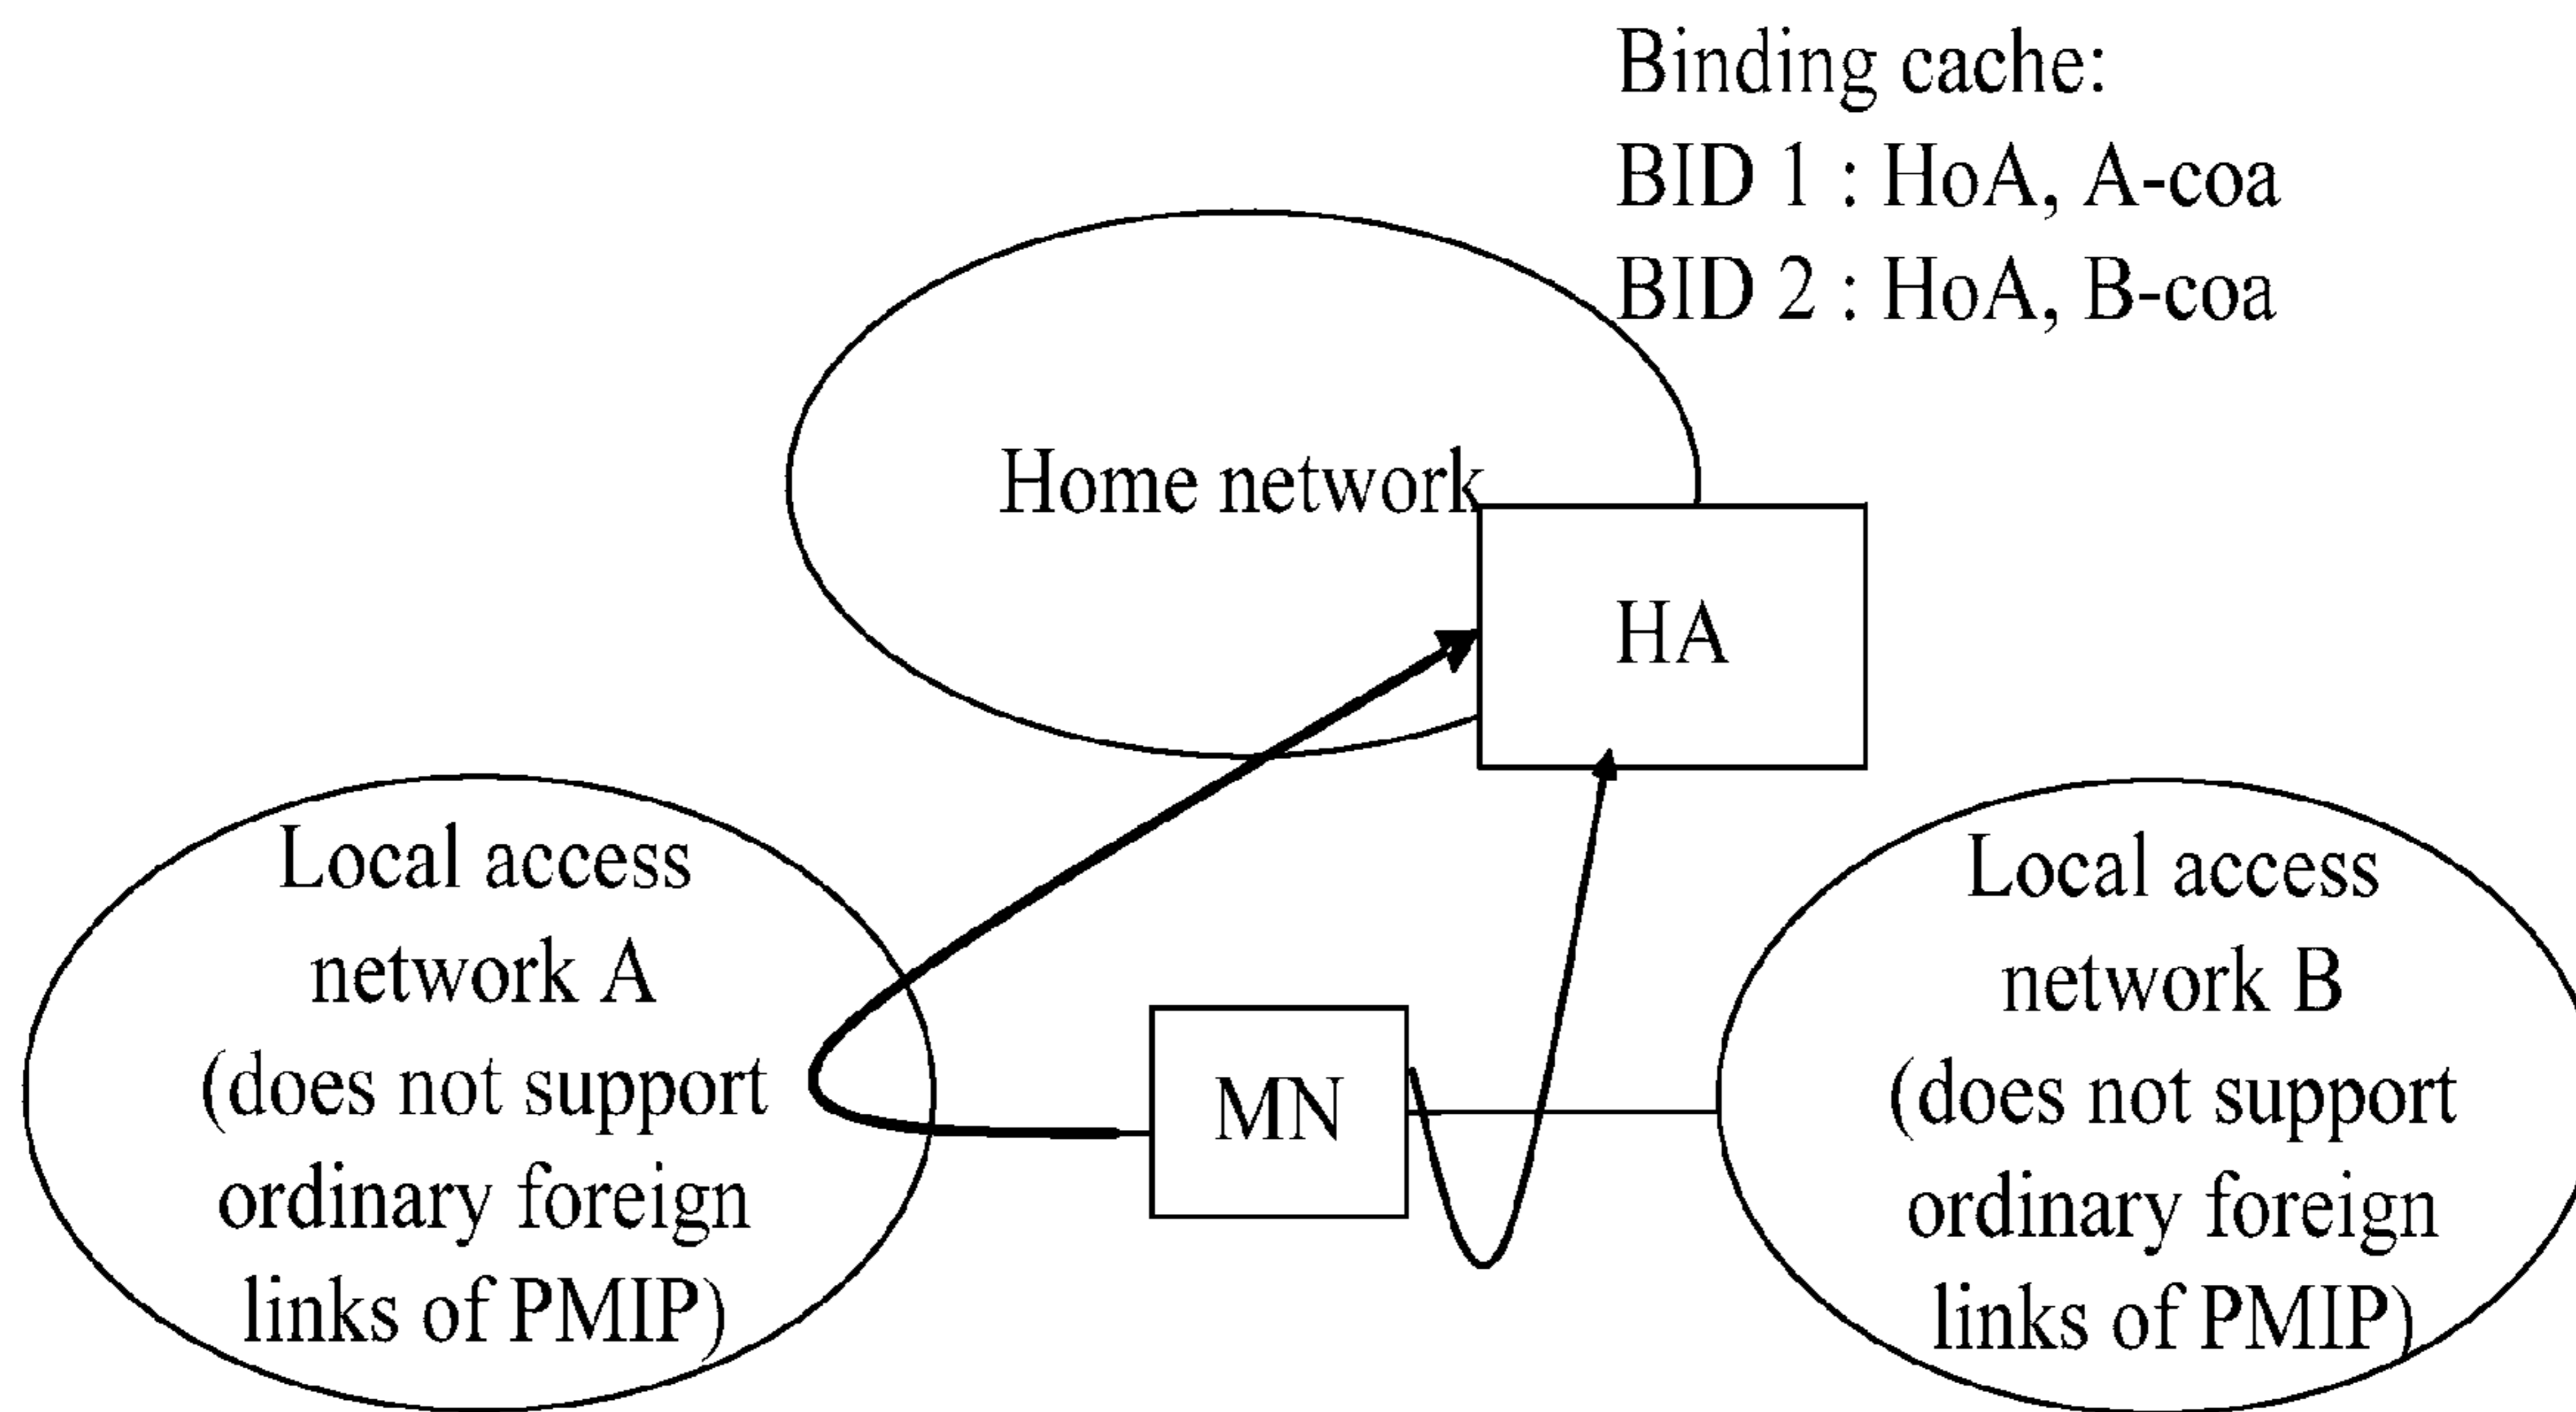 Binding cache:
BID 1 : HoA, A-coa
BID 2 : HoA, B-coa
Home network
HA
Local access
network A
(does not support
ordinary foreign
links of PMIP)
MN
Local access
network B
(does not support
ordinary foreign
links of PMIP)